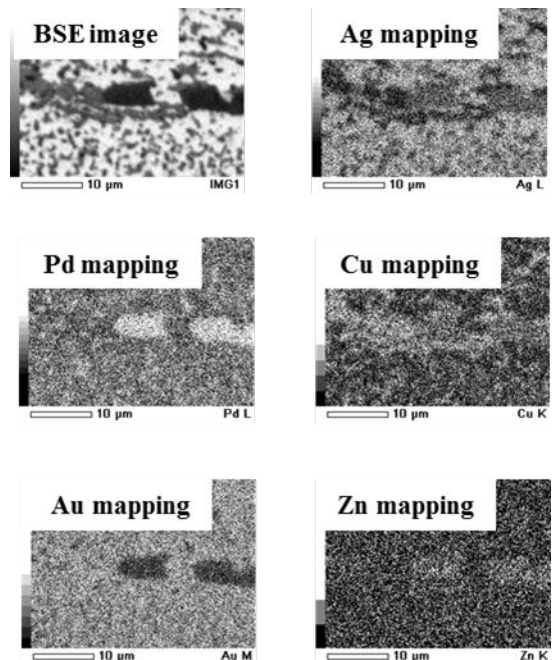 BSE image
10 μm
IMG1
Ag mapping
10 μm
Ag L
Pd mapping
10 μm
Pd L
Cu mapping
10 μm
Cu K
Au mapping
10 μm
Au M
Zn mapping
10 μm
Zn K